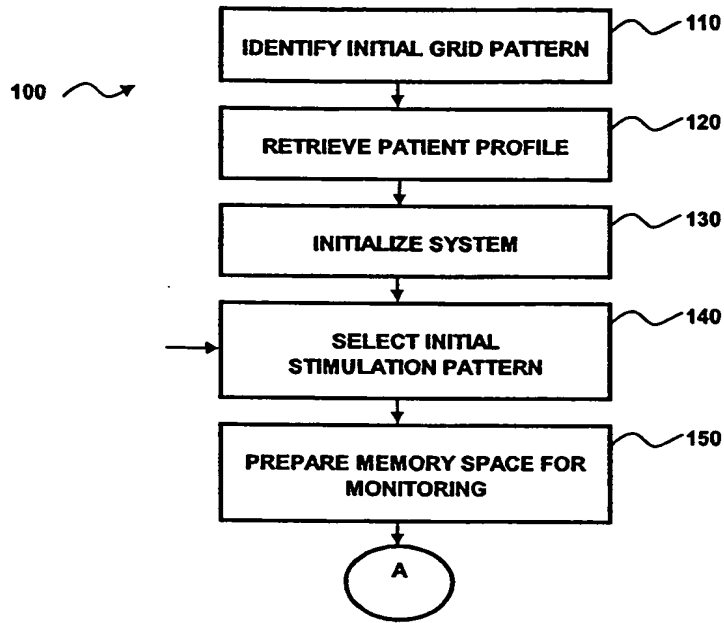 IDENTIFY INITIAL GRID PATTERN
110
100
RETRIEVE PATIENT PROFILE
120
INITIALIZE SYSTEM
130
SELECT INITIAL
STIMULATION PATTERN
140
PREPARE MEMORY SPACE FOR
MONITORING
150
A